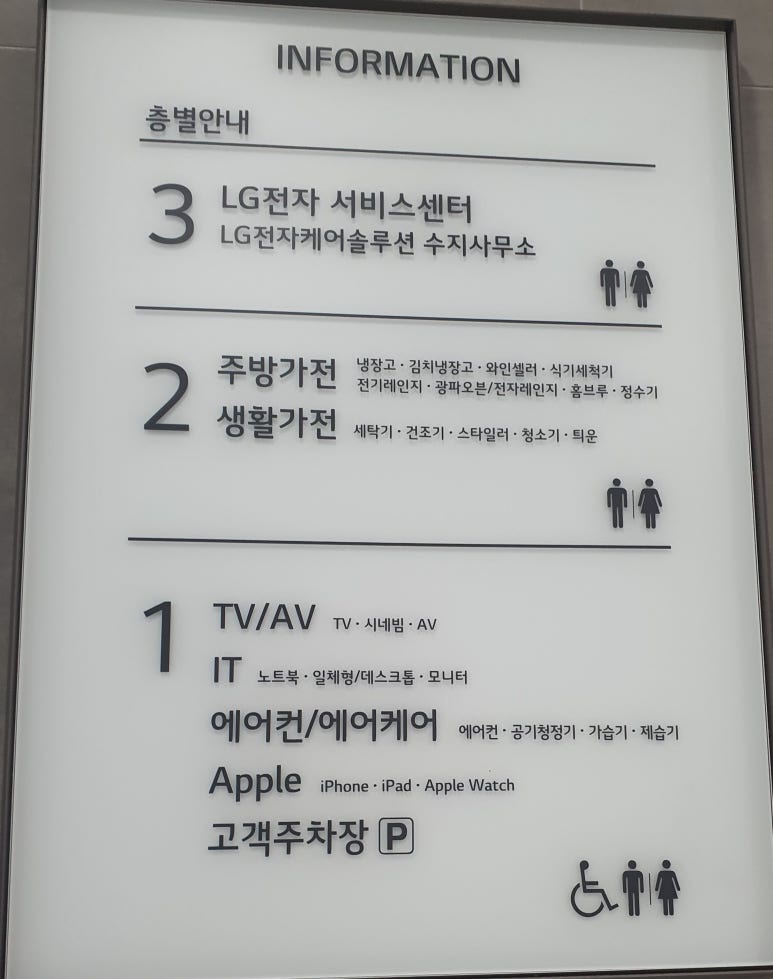 INFORMATION
층별안내
3 LG전자 서비스센터
LG전자케어솔루션 수지사무소
2 주방가전 냉장고 · 김치냉장고 · 와인셀러 · 식기세척기
전기레인지 · 광파오븐/전자레인지 · 홈브루 · 정수기
생활가전 세탁기 · 건조기 · 스타일러 · 청소기 · 틔운
1 TV/AV TV · 시네빔 · AV
IT 노트북 · 일체형/데스크톱 · 모니터
에어컨/에어케어 에어컨 · 공기청정기 · 가습기 · 제습기
Apple iPhone · iPad · Apple Watch
고객주차장 P